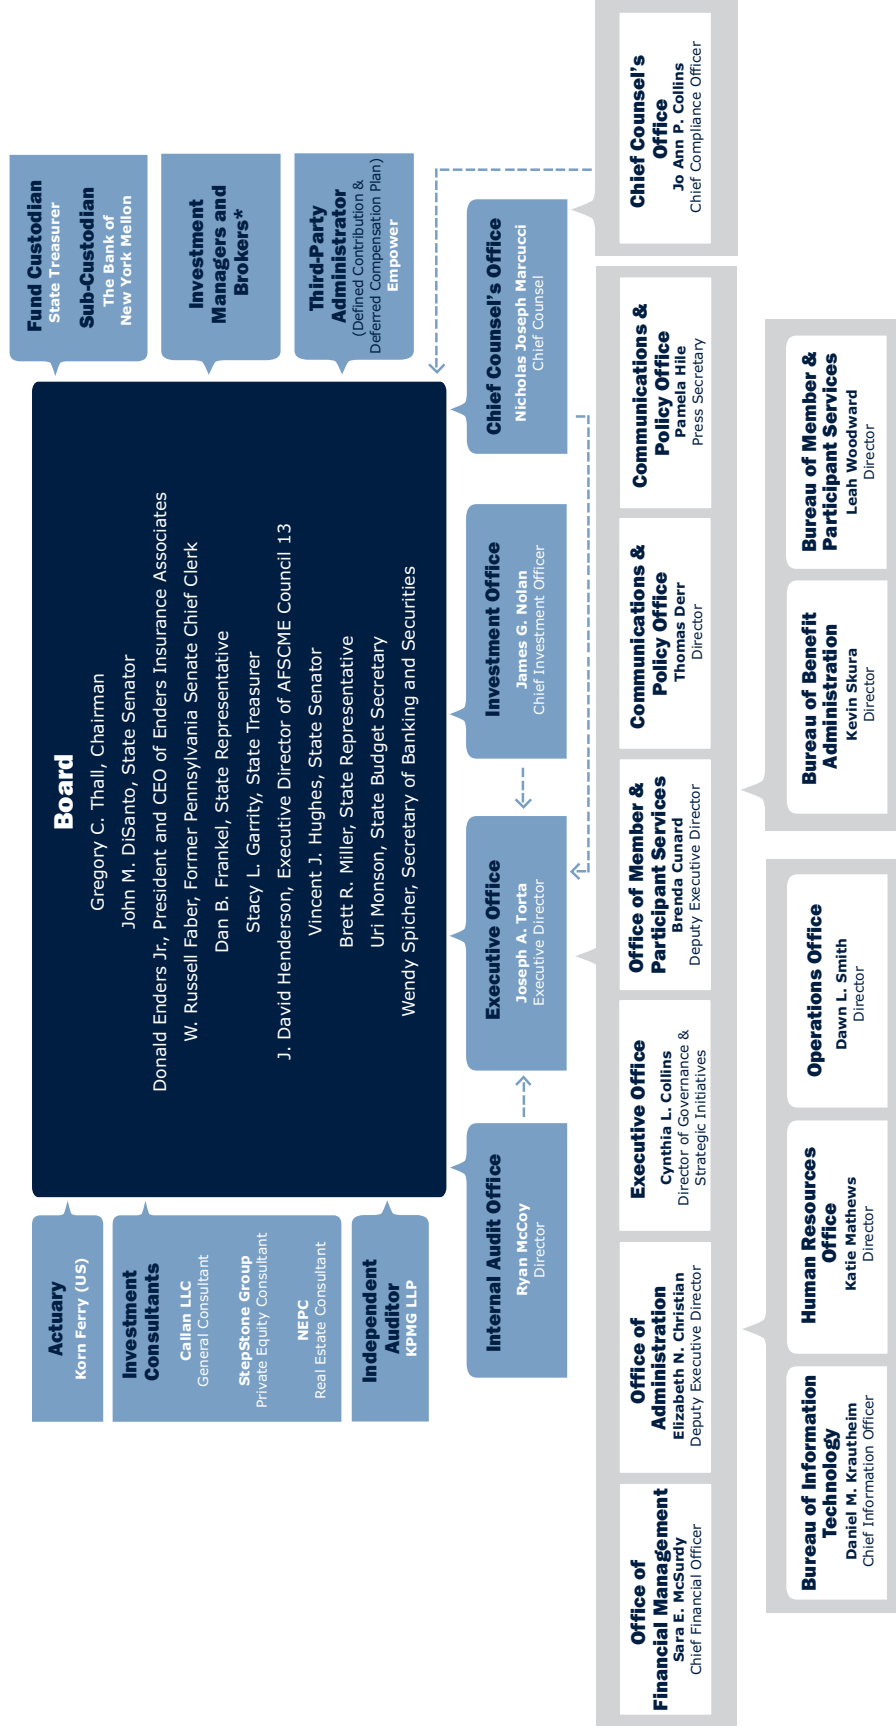 Actuary
Korn Ferry (US)
Investment
Consultants
Callan LLC
General Consultant
StepStone Group
Private Equity Consultant
NEPC
Real Estate Consultant
Independent
Auditor
KPMG LLP
Board
Gregory C. Thall, Chairman
John M. DiSanto, State Senator
Donald Enders Jr., President and CEO of Enders Insurance Associates
W. Russell Faber, Former Pennsylvania Senate Chief Clerk
Dan B. Frankel, State Representative
Stacy L. Garrity, State Treasurer
J. David Henderson, Executive Director of AFSCME Council 13
Vincent J. Hughes, State Senator
Brett R. Miller, State Representative
Uri Monson, State Budget Secretary
Wendy Spicher, Secretary of Banking and Securities
Fund Custodian
State Treasurer
Sub-Custodian
The Bank of
New York Mellon
Investment
Managers and
Brokers*
Third-Party
Administrator
(Defined Contribution &
Deferred Compensation Plan)
Empower
Internal Audit Office
Ryan McCoy
Director
Executive Office
Joseph A. Torta
Executive Director
Investment Office
James G. Nolan
Chief Investment Officer
Chief Counsel's Office
Nicholas Joseph Marcucci
Chief Counsel
Office of
Financial Management
Sara E. McSurdy
Chief Financial Officer
Office of
Administration
Elizabeth N. Christian
Deputy Executive Director
Executive Office
Cynthia L. Collins
Director of Governance &
Strategic Initiatives
Office of Member &
Participant Services
Brenda Cunard
Deputy Executive Director
Communications &
Policy Office
Thomas Derr
Director
Communications &
Policy Office
Pamela Hile
Press Secretary
Chief Counsel's
Office
Jo Ann P. Collins
Chief Compliance Officer
Bureau of Information
Technology
Daniel M. Krautheim
Chief Information Officer
Human Resources
Office
Katie Mathews
Director
Operations Office
Dawn L. Smith
Director
Bureau of Benefit
Administration
Kevin Skura
Director
Bureau of Member &
Participant Services
Leah Woodward
Director